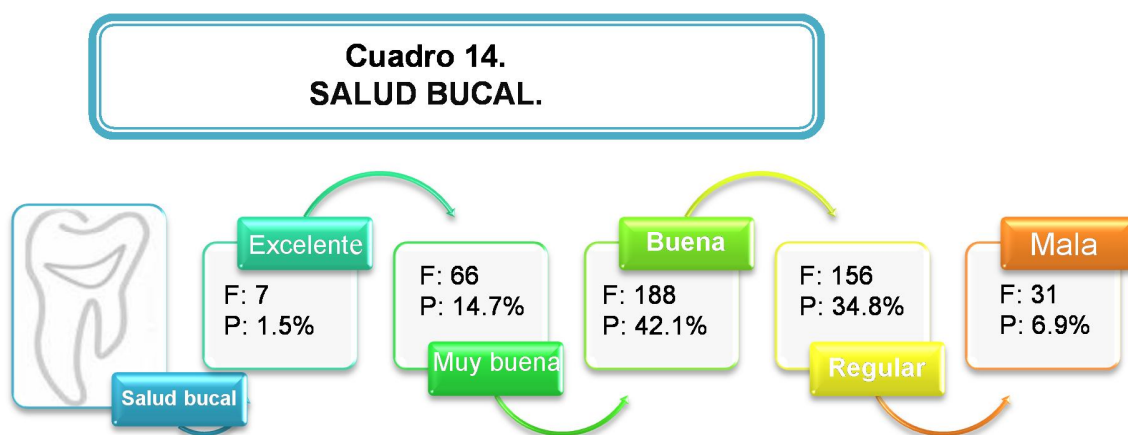 Cuadro 14.
SALUD BUCAL.
Salud bucal
Excelente
F: 7
P: 1.5%
F: 66
P: 14.7%
Muy buena
Buena
F: 188
P: 42.1%
F: 156
P: 34.8%
Regular
Mala
F: 31
P: 6.9%